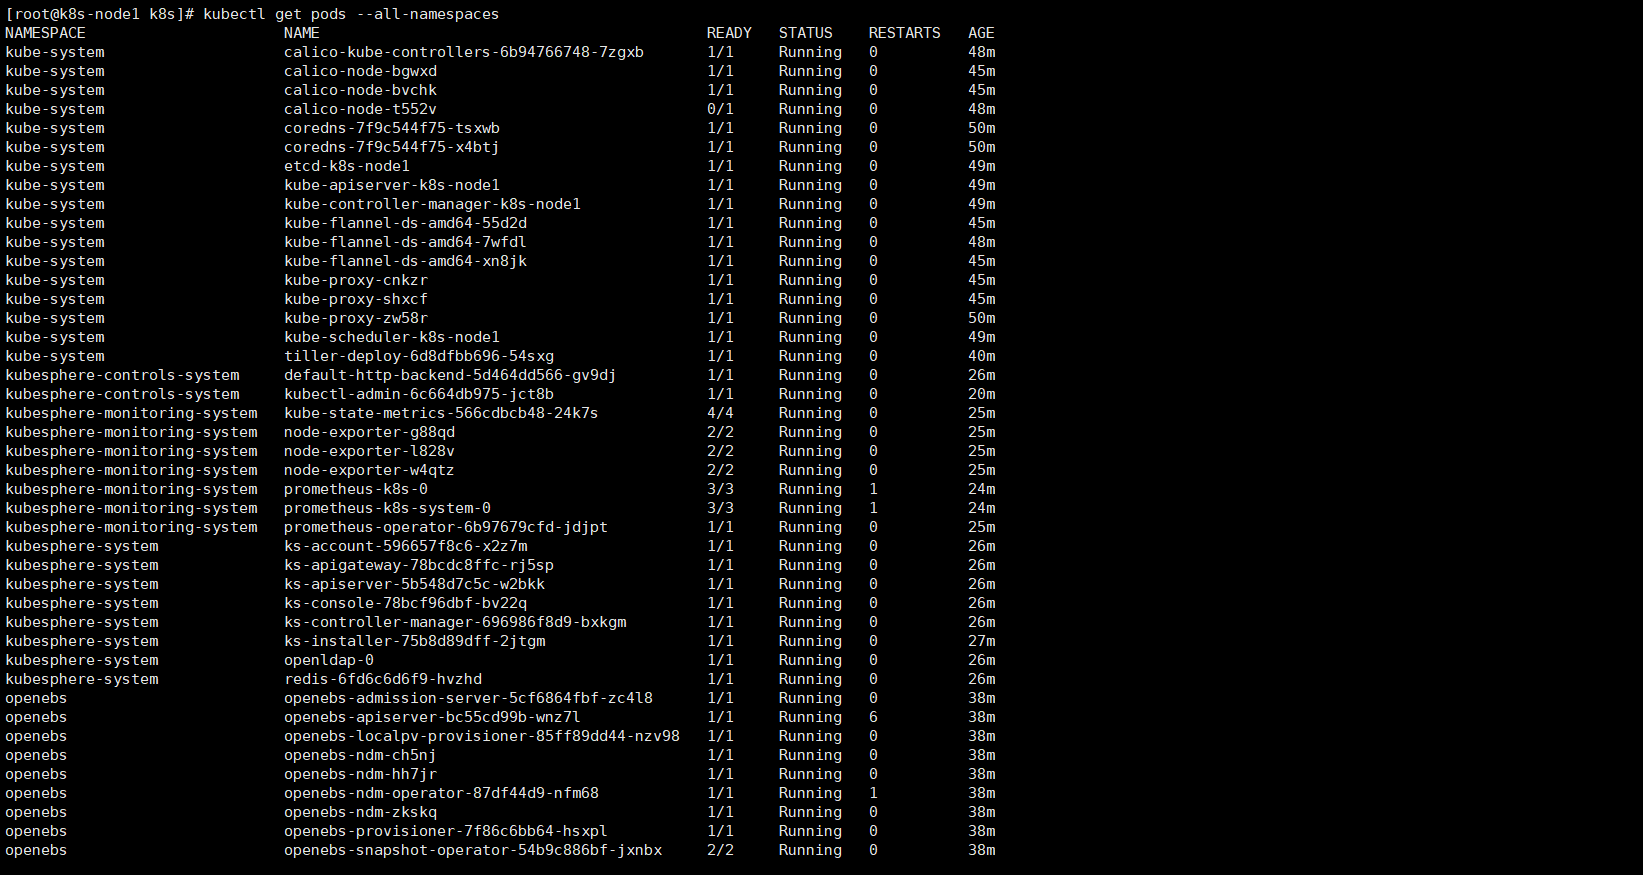 [root@k8s-node1 k8s]# kubectl get pods --all-namespaces
NAMESPACE NAME READY STATUS RESTARTS AGE
kube-system calico-kube-controllers-6b94766748-7zgxb 1/1 Running 0 48m
kube-system calico-node-bgwxd 1/1 Running 0 45m
kube-system calico-node-bvchk 1/1 Running 0 45m
kube-system calico-node-t552v 0/1 Running 0 48m
kube-system coredns-7f9c544f75-tsxwb 1/1 Running 0 50m
kube-system coredns-7f9c544f75-x4btj 1/1 Running 0 50m
kube-system etcd-k8s-node1 1/1 Running 0 49m
kube-system kube-apiserver-k8s-node1 1/1 Running 0 49m
kube-system kube-controller-manager-k8s-node1 1/1 Running 0 49m
kube-system kube-flannel-ds-amd64-55d2d 1/1 Running 0 45m
kube-system kube-flannel-ds-amd64-7wfdl 1/1 Running 0 48m
kube-system kube-flannel-ds-amd64-xn8jk 1/1 Running 0 45m
kube-system kube-proxy-cnkzr 1/1 Running 0 45m
kube-system kube-proxy-shxcf 1/1 Running 0 45m
kube-system kube-proxy-zw58r 1/1 Running 0 50m
kube-system kube-scheduler-k8s-node1 1/1 Running 0 49m
kube-system tiller-deploy-6d8dfbb696-54sxg 1/1 Running 0 40m
kubesphere-controls-system default-http-backend-5d464dd566-gv9dj 1/1 Running 0 26m
kubesphere-controls-system kubectl-admin-6c664db975-jct8b 1/1 Running 0 20m
kubesphere-monitoring-system kube-state-metrics-566cdbcb48-24k7s 4/4 Running 0 25m
kubesphere-monitoring-system node-exporter-g88qd 2/2 Running 0 25m
kubesphere-monitoring-system node-exporter-l828v 2/2 Running 0 25m
kubesphere-monitoring-system node-exporter-w4qtz 2/2 Running 0 25m
kubesphere-monitoring-system prometheus-k8s-0 3/3 Running 1 24m
kubesphere-monitoring-system prometheus-k8s-system-0 3/3 Running 1 24m
kubesphere-monitoring-system prometheus-operator-6b97679cfd-jdjpt 1/1 Running 0 25m
kubesphere-system ks-account-596657f8c6-x2z7m 1/1 Running 0 26m
kubesphere-system ks-apigateway-78bcdc8ffc-rj5sp 1/1 Running 0 26m
kubesphere-system ks-apiserver-5b548d7c5c-w2bkk 1/1 Running 0 26m
kubesphere-system ks-console-78bcf96dbf-bv22q 1/1 Running 0 26m
kubesphere-system ks-controller-manager-696986f8d9-bxkgm 1/1 Running 0 26m
kubesphere-system ks-installer-75b8d89dff-2jtgm 1/1 Running 0 27m
kubesphere-system openldap-0 1/1 Running 0 26m
kubesphere-system redis-6fd6c6d6f9-hvzhd 1/1 Running 0 26m
openebs openebs-admission-server-5cf6864fbf-zc4l8 1/1 Running 0 38m
openebs openebs-apiserver-bc55cd99b-wnz7l 1/1 Running 6 38m
openebs openebs-localpv-provisioner-85ff89dd44-nzv98 1/1 Running 0 38m
openebs openebs-ndm-ch5nj 1/1 Running 0 38m
openebs openebs-ndm-hh7jr 1/1 Running 0 38m
openebs openebs-ndm-operator-87df44d9-nfm68 1/1 Running 1 38m
openebs openebs-ndm-zkskq 1/1 Running 0 38m
openebs openebs-provisioner-7f86c6bb64-hsxpl 1/1 Running 0 38m
openebs openebs-snapshot-operator-54b9c886bf-jxnbx 2/2 Running 0 38m